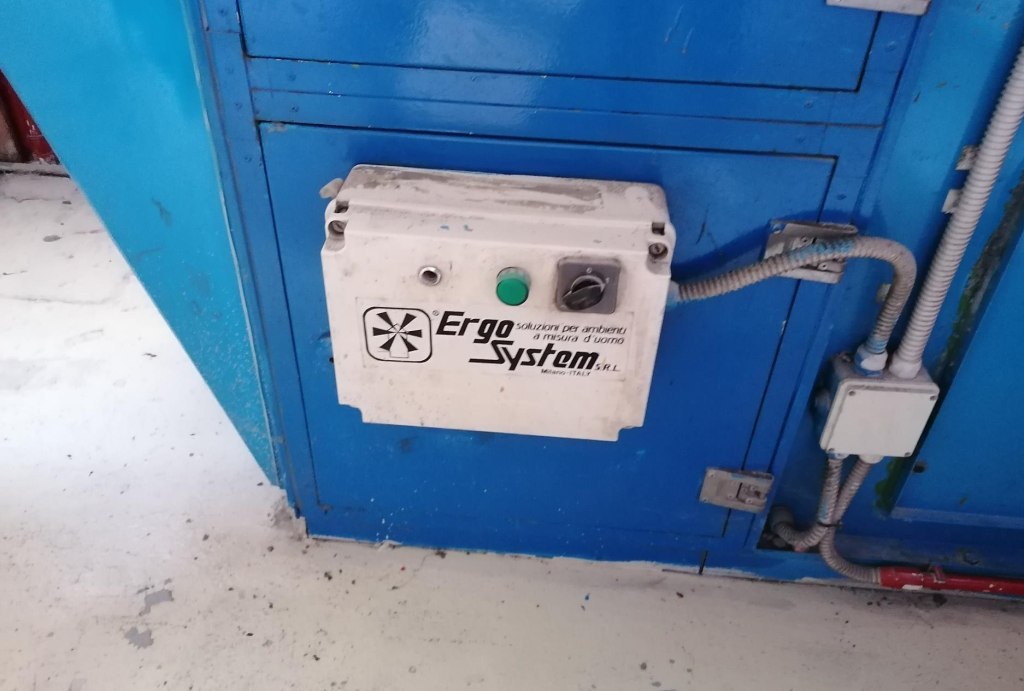 ® Ergo
soluzioni per ambienti
a misura d'uomo
System S.R.L.
Milano-ITALY